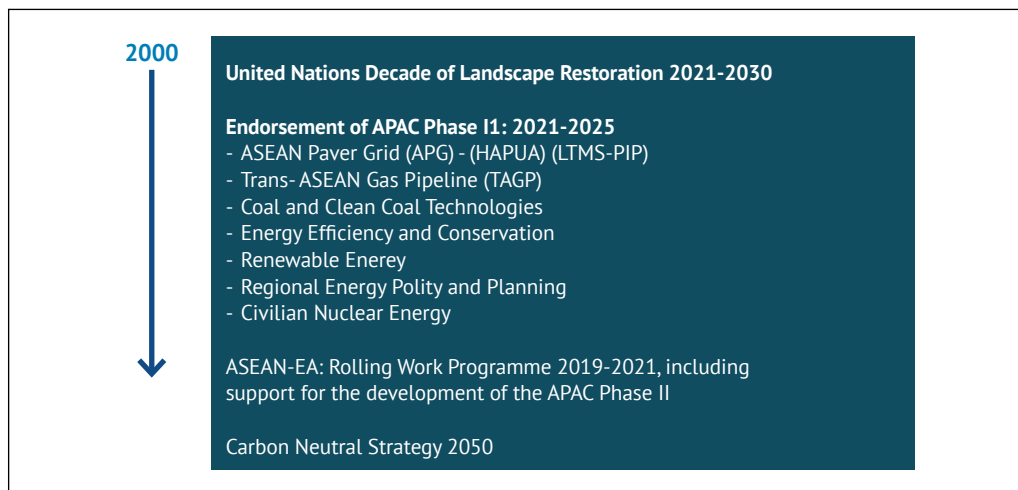 2000
United Nations Decade of Landscape Restoration 2021-2030
Endorsement of APAC Phase I1: 2021-2025
- ASEAN Paver Grid (APG) - (HAPUA) (LTMS-PIP)
- Trans- ASEAN Gas Pipeline (TAGP)
- Coal and Clean Coal Technologies
- Energy Efficiency and Conservation
- Renewable Enerey
- Regional Energy Polity and Planning
- Civilian Nuclear Energy
ASEAN-EA: Rolling Work Programme 2019-2021, including
support for the development of the APAC Phase II
Carbon Neutral Strategy 2050